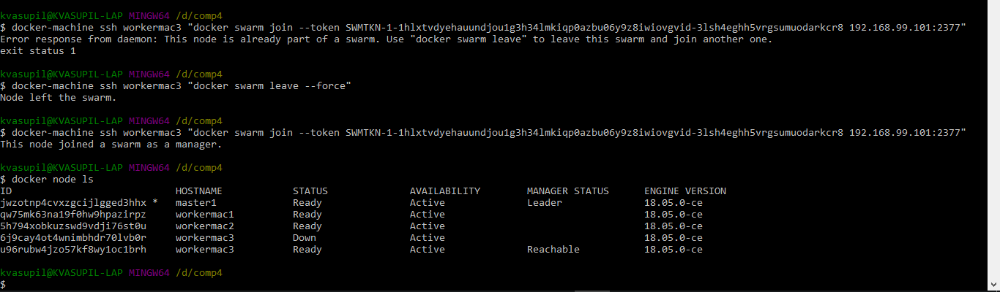 kvasupil@KVASUPIL-LAP MINGW64 /d/comp4
$ docker-machine ssh workermac3 "docker swarm join --token SWMTKN-1-1hlxtvdyehauundjou1g3h34lmkiqp0azbu06y9z8iwiovgvid-3lsh4eghh5vrgsumuodarkcr8 192.168.99.101:2377"
Error response from daemon: This node is already part of a swarm. Use "docker swarm leave" to leave this swarm and join another one.
exit status 1
kvasupil@KVASUPIL-LAP MINGW64 /d/comp4
$ docker-machine ssh workermac3 "docker swarm leave --force"
Node left the swarm.
kvasupil@KVASUPIL-LAP MINGW64 /d/comp4
$ docker-machine ssh workermac3 "docker swarm join --token SWMTKN-1-1hlxtvdyehauundjou1g3h34lmkiqp0azbu06y9z8iwiovgvid-3lsh4eghh5vrgsumuodarkcr8 192.168.99.101:2377"
This node joined a swarm as a manager.
kvasupil@KVASUPIL-LAP MINGW64 /d/comp4
$ docker node ls
ID HOSTNAME STATUS AVAILABILITY MANAGER STATUS ENGINE VERSION
jwzotnp4cvxzgcijlgged3hhx * master1 Ready Active Leader 18.05.0-ce
qw75mk63na19f0hw9hpazirpz workermac1 Ready Active 18.05.0-ce
5h794xobkuzswd9vdji76st0u workermac2 Ready Active 18.05.0-ce
6j9cay4ot4wnimbhdr70lvb0r workermac3 Down Active 18.05.0-ce
u96rubw4jzo57kf8wy1oc1brh workermac3 Ready Active Reachable 18.05.0-ce
kvasupil@KVASUPIL-LAP MINGW64 /d/comp4
$